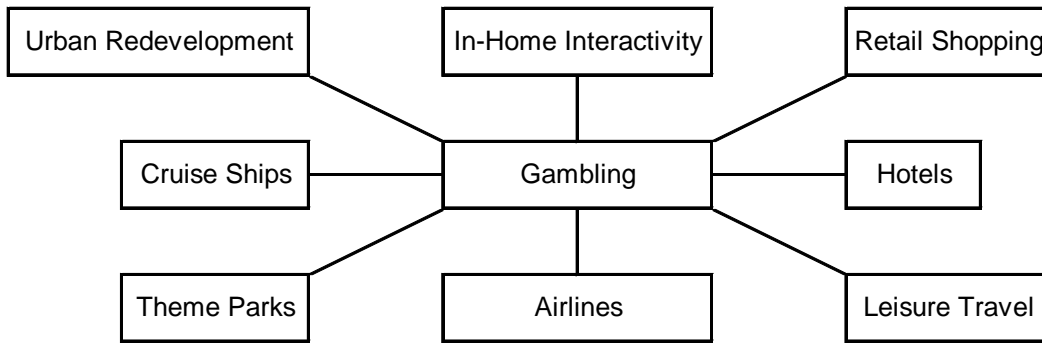 Urban Redevelopment
In-Home Interactivity
Retail Shopping
Cruise Ships
Gambling
Hotels
Theme Parks
Airlines
Leisure Travel